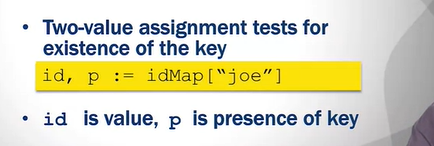 • Two-value assignment tests for
existence of the key
id, p := idMap[“joe”]
• id is value, p is presence of key